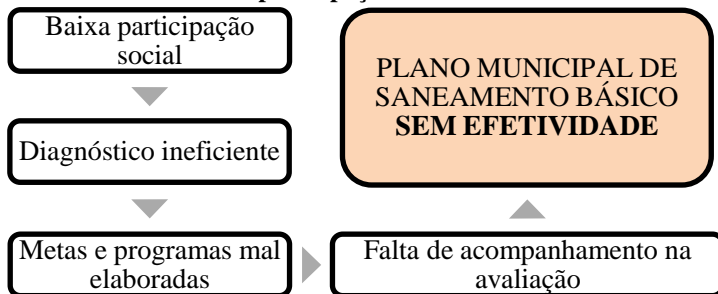 Baixa participação
social
Diagnóstico ineficiente
Metas e programas mal
elaboradas
Falta de acompanhamento na
avaliação
PLANO MUNICIPAL DE
SANEAMENTO BÁSICO
SEM EFETIVIDADE